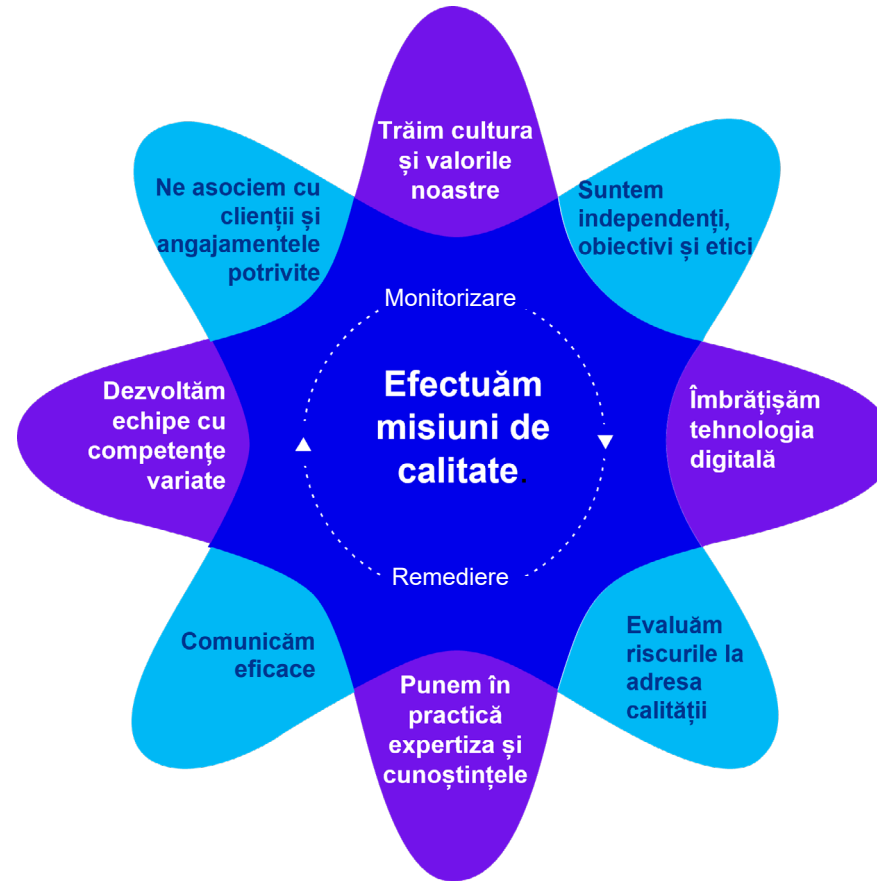 Trăim cultura
și valorile
noastre
Suntem
independenți,
obiectivi și etici
Îmbrățișăm
tehnologia
digitală
Evaluăm
riscurile la
adresa
calității
Punem în
practică
expertiza și
cunoștințele
Comunicăm
eficace
Dezvoltăm
echipe cu
competențe
variate
Ne asociem cu
clienții și
angajamentele
potrivite
Monitorizare
Efectuăm
misiuni de
calitate.
Remediere